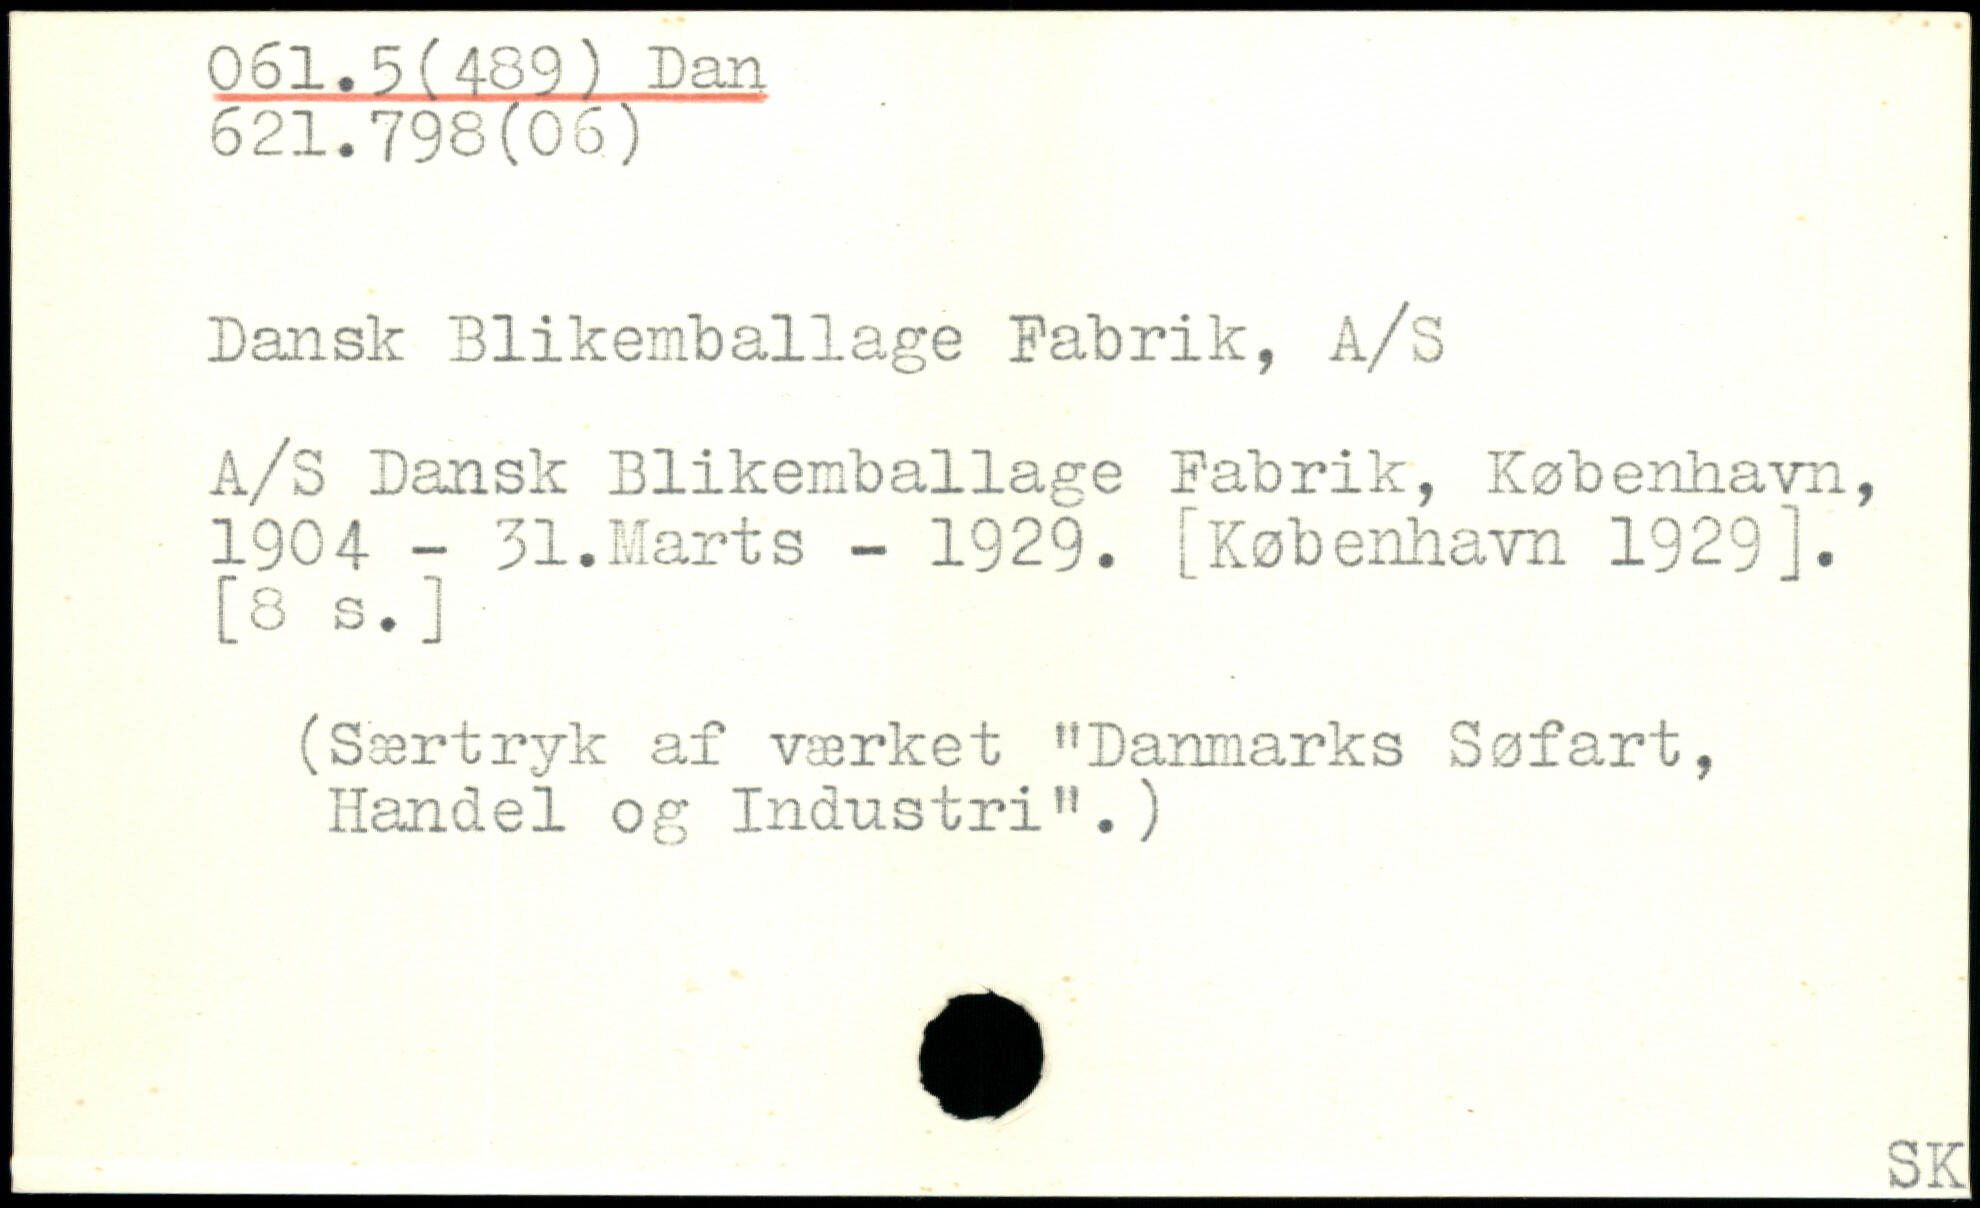 061.5(489) Dan
621.798(06)
Dansk Blikemballage Fabrik, A/S
A/S Dansk Blikemballage Fabrik, København,
1904 - 31.Marts - 1929. [København 1929].
[8 s.]
(Særtryk af værket "Danmarks Søfart,
Handel og Industri".)
SK